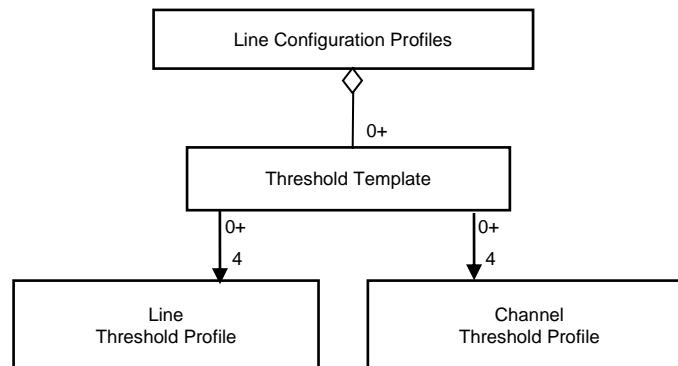 Line Configuration Profiles
0+
Threshold Template
0+
0+
4
4
Line
Threshold Profile
Channel
Threshold Profile